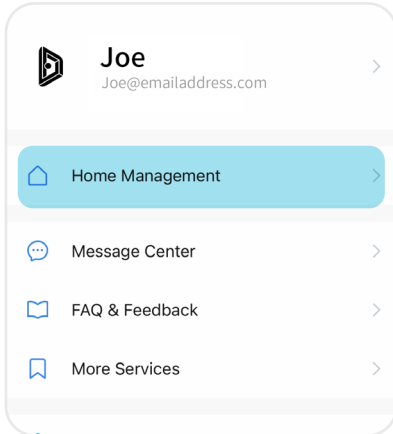 Joe
Joe@emailaddress.com
Home Management
Message Center
FAQ & Feedback
More Services